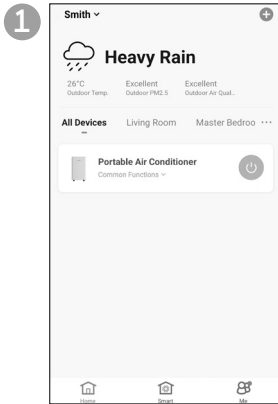 1
Smith
Heavy Rain
26°C Excellent Excellent
Outdoor Temp. Outdoor PM2.5 Outdoor Air Qual..
All Devices Living Room Master Bedroo ···
Portable Air Conditioner
Common Functions
Home Smart Me